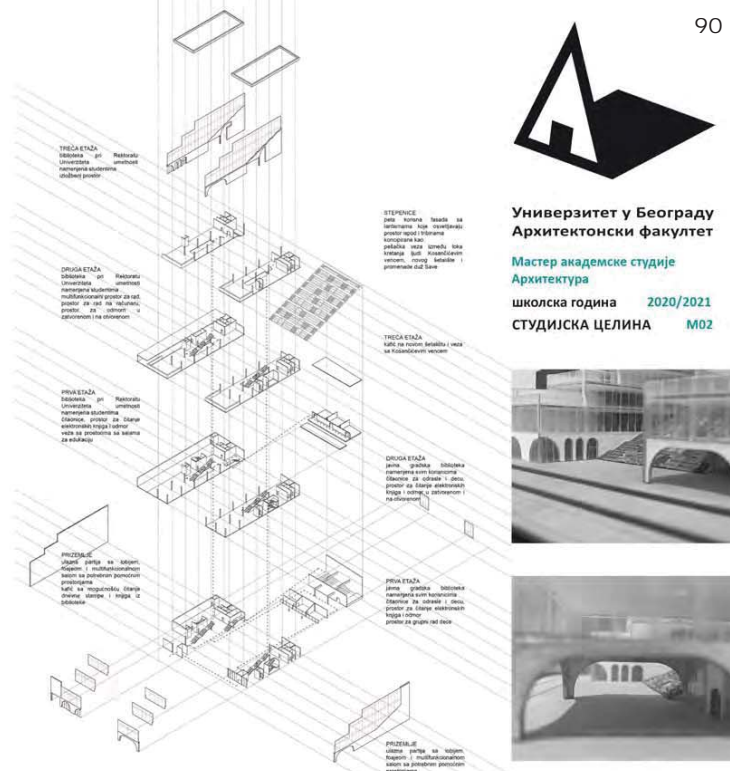 90
TREĆA ETAŽA
biblioteka pri Rektoratu
Univerziteta umetnosti
namenjena studentima
izložbeni prostor
STEPENICE
peta korisna fasada sa
lanternama koje osvetljavaju
prostor ispod i tribinama
koncipirane kao
pešačka veza između toka
kretanja ljudi Kosančićevim
vencem, novog šetališta i
promenade duž Save
Универзитет у Београду
Архитектонски факултет
Мастер академске студије
Архитектура
школска година 2020/2021
СТУДИЈСКА ЦЕЛИНА М02
DRUGA ETAŽA
biblioteka pri Rektoratu
Univerziteta umetnosti
namenjena studentima
multifunkcionalni prostor za rad,
prostor za rad na računaru,
prostor za odmor u
zatvorenom i na otvorenom
TREĆA ETAŽA
kafić na novom šetalištu i veza
sa Kosančićevim vencem
PRVA ETAŽA
biblioteka pri Rektoratu
Univerziteta umetnosti
namenjena studentima
čitaonice, prostor za čitanje
elektronskih knjiga i odmor
veza sa prostorima sa salama
za edukaciju
DRUGA ETAŽA
javna gradska biblioteka
namenjena svim korisnicima
čitaonice za odrasle i decu,
prostor za čitanje elektronskih
knjiga i odmor u zatvorenom i
na otvorenom
PRIZEMLJE
ulazna partija sa lobijem,
foajeom i multifunkcionalnom
salom sa potrebnim pomoćnim
prostorijama
kafić sa mogućnošću čitanja
dnevne štampe i knjiga iz
biblioteke
PRVA ETAŽA
javna gradska biblioteka
namenjena svim korisnicima
čitaonice za odrasle i decu,
prostor za čitanje elektronskih
knjiga i odmor
prostor za grupni rad dece
PRIZEMLJE
ulazna partija sa lobijem,
foajeom i multifunkcionalnom
salom sa potrebnim pomoćnim